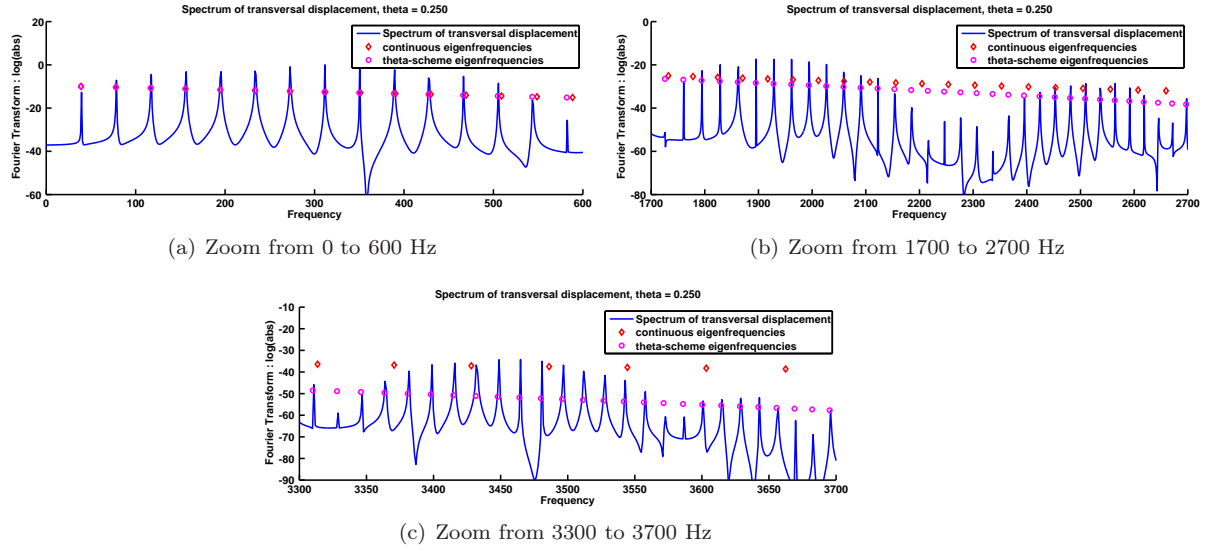 Spectrum of transversal displacement, theta = 0.250
Fourier Transform : log(abs)
20
0
-20
-40
-60
Spectrum of transversal displacement
continuous eigenfrequencies
theta-scheme eigenfrequencies
0 100 200 300 400 500 600
Frequency
(a) Zoom from 0 to 600 Hz
Spectrum of transversal displacement, theta = 0.250
Fourier Transform : log(abs)
0
-20
-40
-60
-80
Spectrum of transversal displacement
continuous eigenfrequencies
theta-scheme eigenfrequencies
1700 1800 1900 2000 2100 2200 2300 2400 2500 2600 2700
Frequency
(b) Zoom from 1700 to 2700 Hz
Spectrum of transversal displacement, theta = 0.250
Fourier Transform : log(abs)
-10
-20
-30
-40
-50
-60
-70
-80
-90
Spectrum of transversal displacement
continuous eigenfrequencies
theta-scheme eigenfrequencies
3300 3350 3400 3450 3500 3550 3600 3650 3700
Frequency
(c) Zoom from 3300 to 3700 Hz